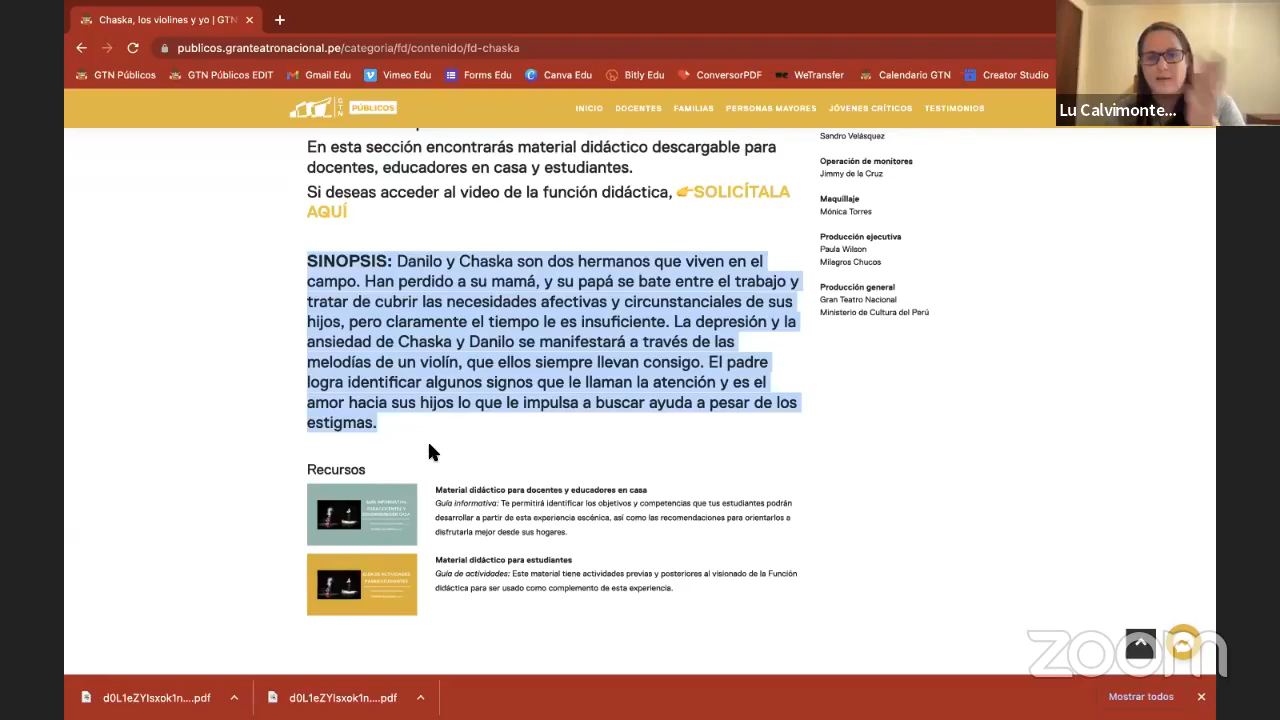 Chaska, los violines y yo | GTN
publicos.granteatronacional.pe/categoria/fd/contenido/fd-chaska
GTN Públicos
GTN Públicos EDIT
Gmail Edu
Vimeo Edu
Forms Edu
Canva Edu
Bitly Edu
ConversorPDF
WeTransfer
Calendario GTN
Creator Studio
Lu Calvimonte...
GTN
PÚBLICOS
INICIO
DOCENTES
FAMILIAS
PERSONAS MAYORES
JÓVENES CRÍTICOS
TESTIMONIOS
En esta sección encontrarás material didáctico descargable para
docentes, educadores en casa y estudiantes.
Si deseas acceder al video de la función didáctica, 👉SOLICÍTALA
AQUÍ
SINOPSIS: Danilo y Chaska son dos hermanos que viven en el
campo. Han perdido a su mamá, y su papá se bate entre el trabajo y
tratar de cubrir las necesidades afectivas y circunstanciales de sus
hijos, pero claramente el tiempo le es insuficiente. La depresión y la
ansiedad de Chaska y Danilo se manifestará a través de las
melodías de un violín, que ellos siempre llevan consigo. El padre
logra identificar algunos signos que le llaman la atención y es el
amor hacia sus hijos lo que le impulsa a buscar ayuda a pesar de los
estigmas.
Sandro Velásquez
Operación de monitores
Jimmy de la Cruz
Maquillaje
Mónica Torres
Producción ejecutiva
Paula Wilson
Milagros Chucos
Producción general
Gran Teatro Nacional
Ministerio de Cultura del Perú
Recursos
Material didáctico para docentes y educadores en casa
Guía informativa: Te permitirá identificar los objetivos y competencias que tus estudiantes podrán
desarrollar a partir de esta experiencia escénica, así como las recomendaciones para orientarlos a
disfrutarla mejor desde sus hogares.
Material didáctico para estudiantes
Guía de actividades: Este material tiene actividades previas y posteriores al visionado de la Función
didáctica para ser usado como complemento de esta experiencia.
zoom
d0L1eZYIsxok1n....pdf
d0L1eZYIsxok1n....pdf
Mostrar todos